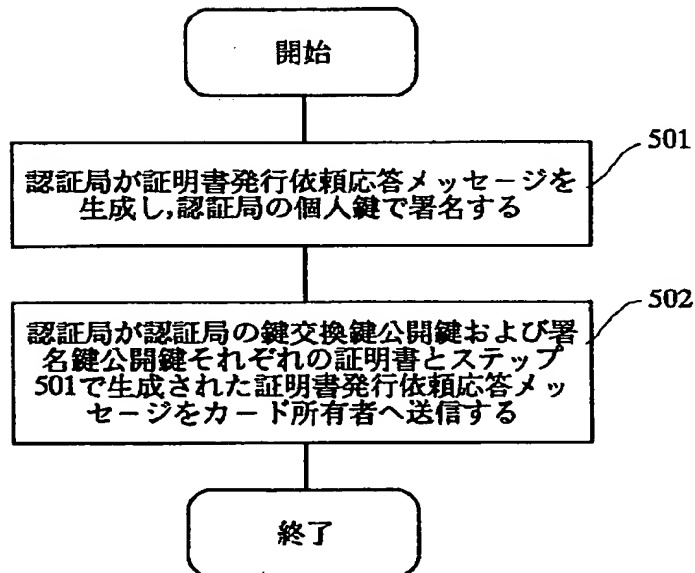 開始
501
認証局が証明書発行依頼応答メッセージを
生成し,認証局の個人鍵で署名する
502
認証局が認証局の鍵交換鍵公開鍵および署
名鍵公開鍵それぞれの証明書とステップ
501で生成された証明書発行依頼応答メッ
セージをカード所有者へ送信する
終了